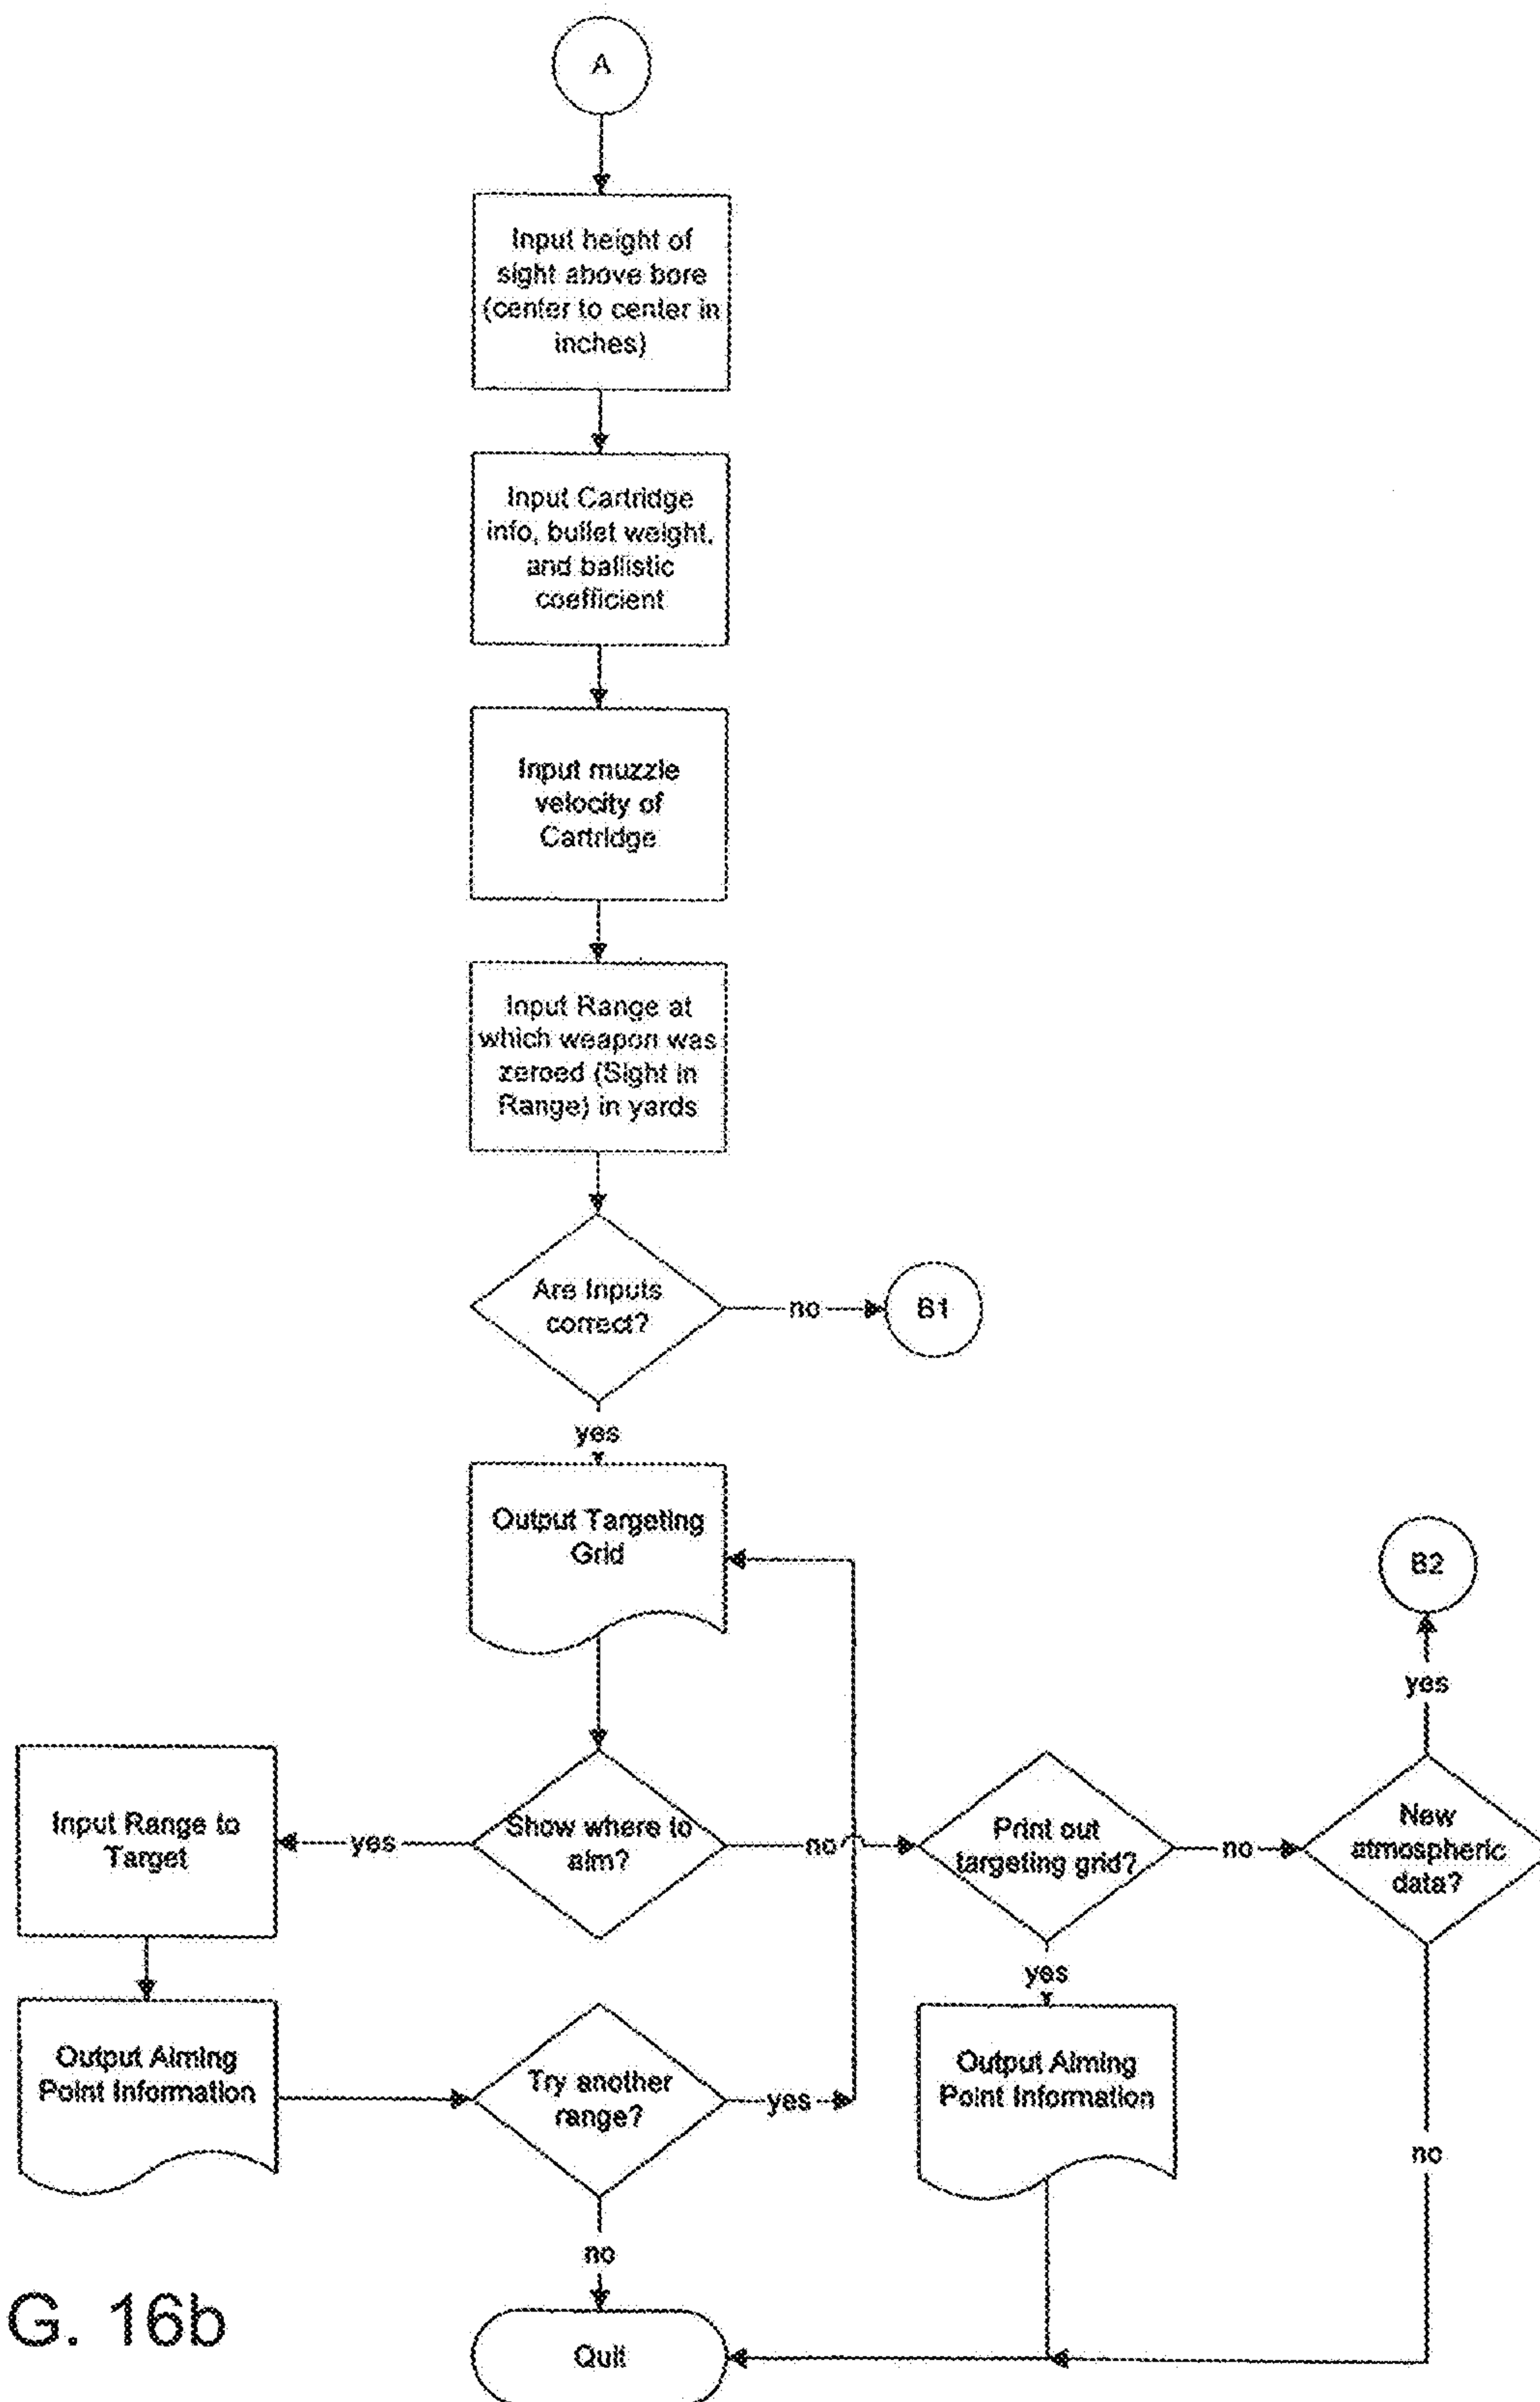 A
Input height of
sight above bore
(center to center in
inches)
Input Cartridge
info, bullet weight,
and ballistic
coefficient
Input muzzle
velocity of
Cartridge
Input Range at
which weapon was
zeroed (Sight in
Range) in yards
Are Inputs
correct?
no
B1
yes
Output Targeting
Grid
B2
yes
Input Range to
Target
yes
Show where to
aim?
no
Print out
targeting grid?
no
New
atmospheric
data?
yes
Output Aiming
Point Information
Try another
range?
yes
Output Aiming
Point Information
no
no
G. 16b
Quit